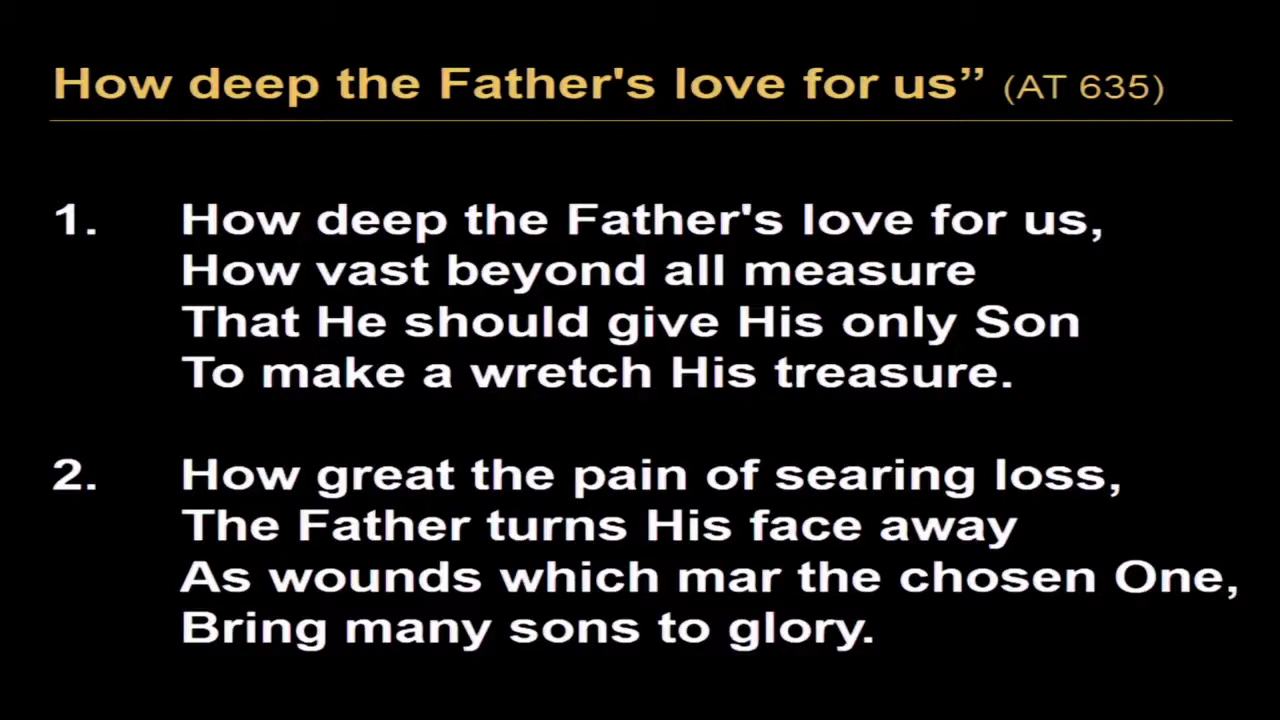 How deep the Father's love for us” (AT 635)
1. How deep the Father's love for us,
How vast beyond all measure
That He should give His only Son
To make a wretch His treasure.
2. How great the pain of searing loss,
The Father turns His face away
As wounds which mar the chosen One,
Bring many sons to glory.